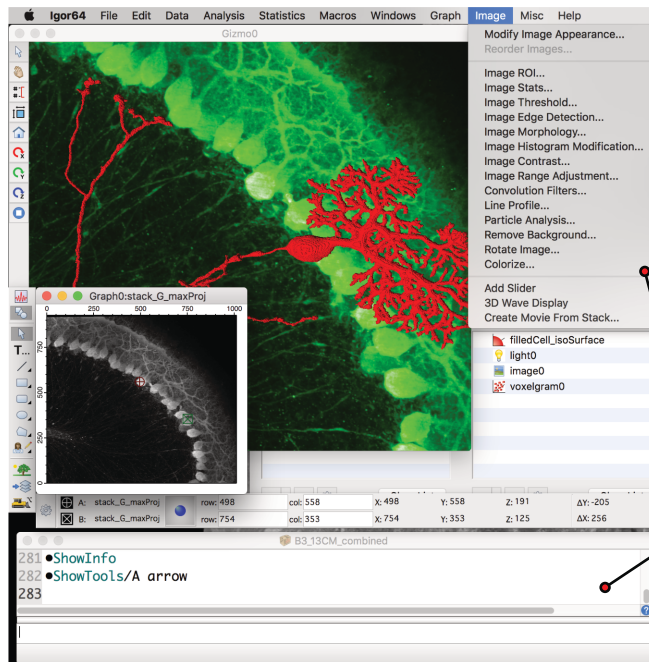 Igor64 File Edit Data Analysis Statistics Macros Windows Graph Image Misc Help
Gizmo0
Modify Image Appearance...
Reorder Images...
Image ROI...
Image Stats...
Image Threshold...
Image Edge Detection...
Image Morphology...
Image Histogram Modification...
Image Contrast...
Image Range Adjustment...
Convolution Filters...
Line Profile...
Particle Analysis...
Remove Background...
Rotate Image...
Colorize...
Add Slider
3D Wave Display
Create Movie From Stack...
X
Y
Z
Graph0:stack_G_maxProj
0 250 500 750 1000
750
500
250
0
T...
filledCell_isoSurface
light0
image0
voxelgram0
A: stack_G_maxProj row: 498 col: 558 X: 498 Y: 558 Z: 191 ΔY: -205
B: stack_G_maxProj row: 754 col: 353 X: 754 Y: 353 Z: 125 ΔX: 256
B3_13CM_combined
281 •ShowInfo
282 •ShowTools/A arrow
283
?